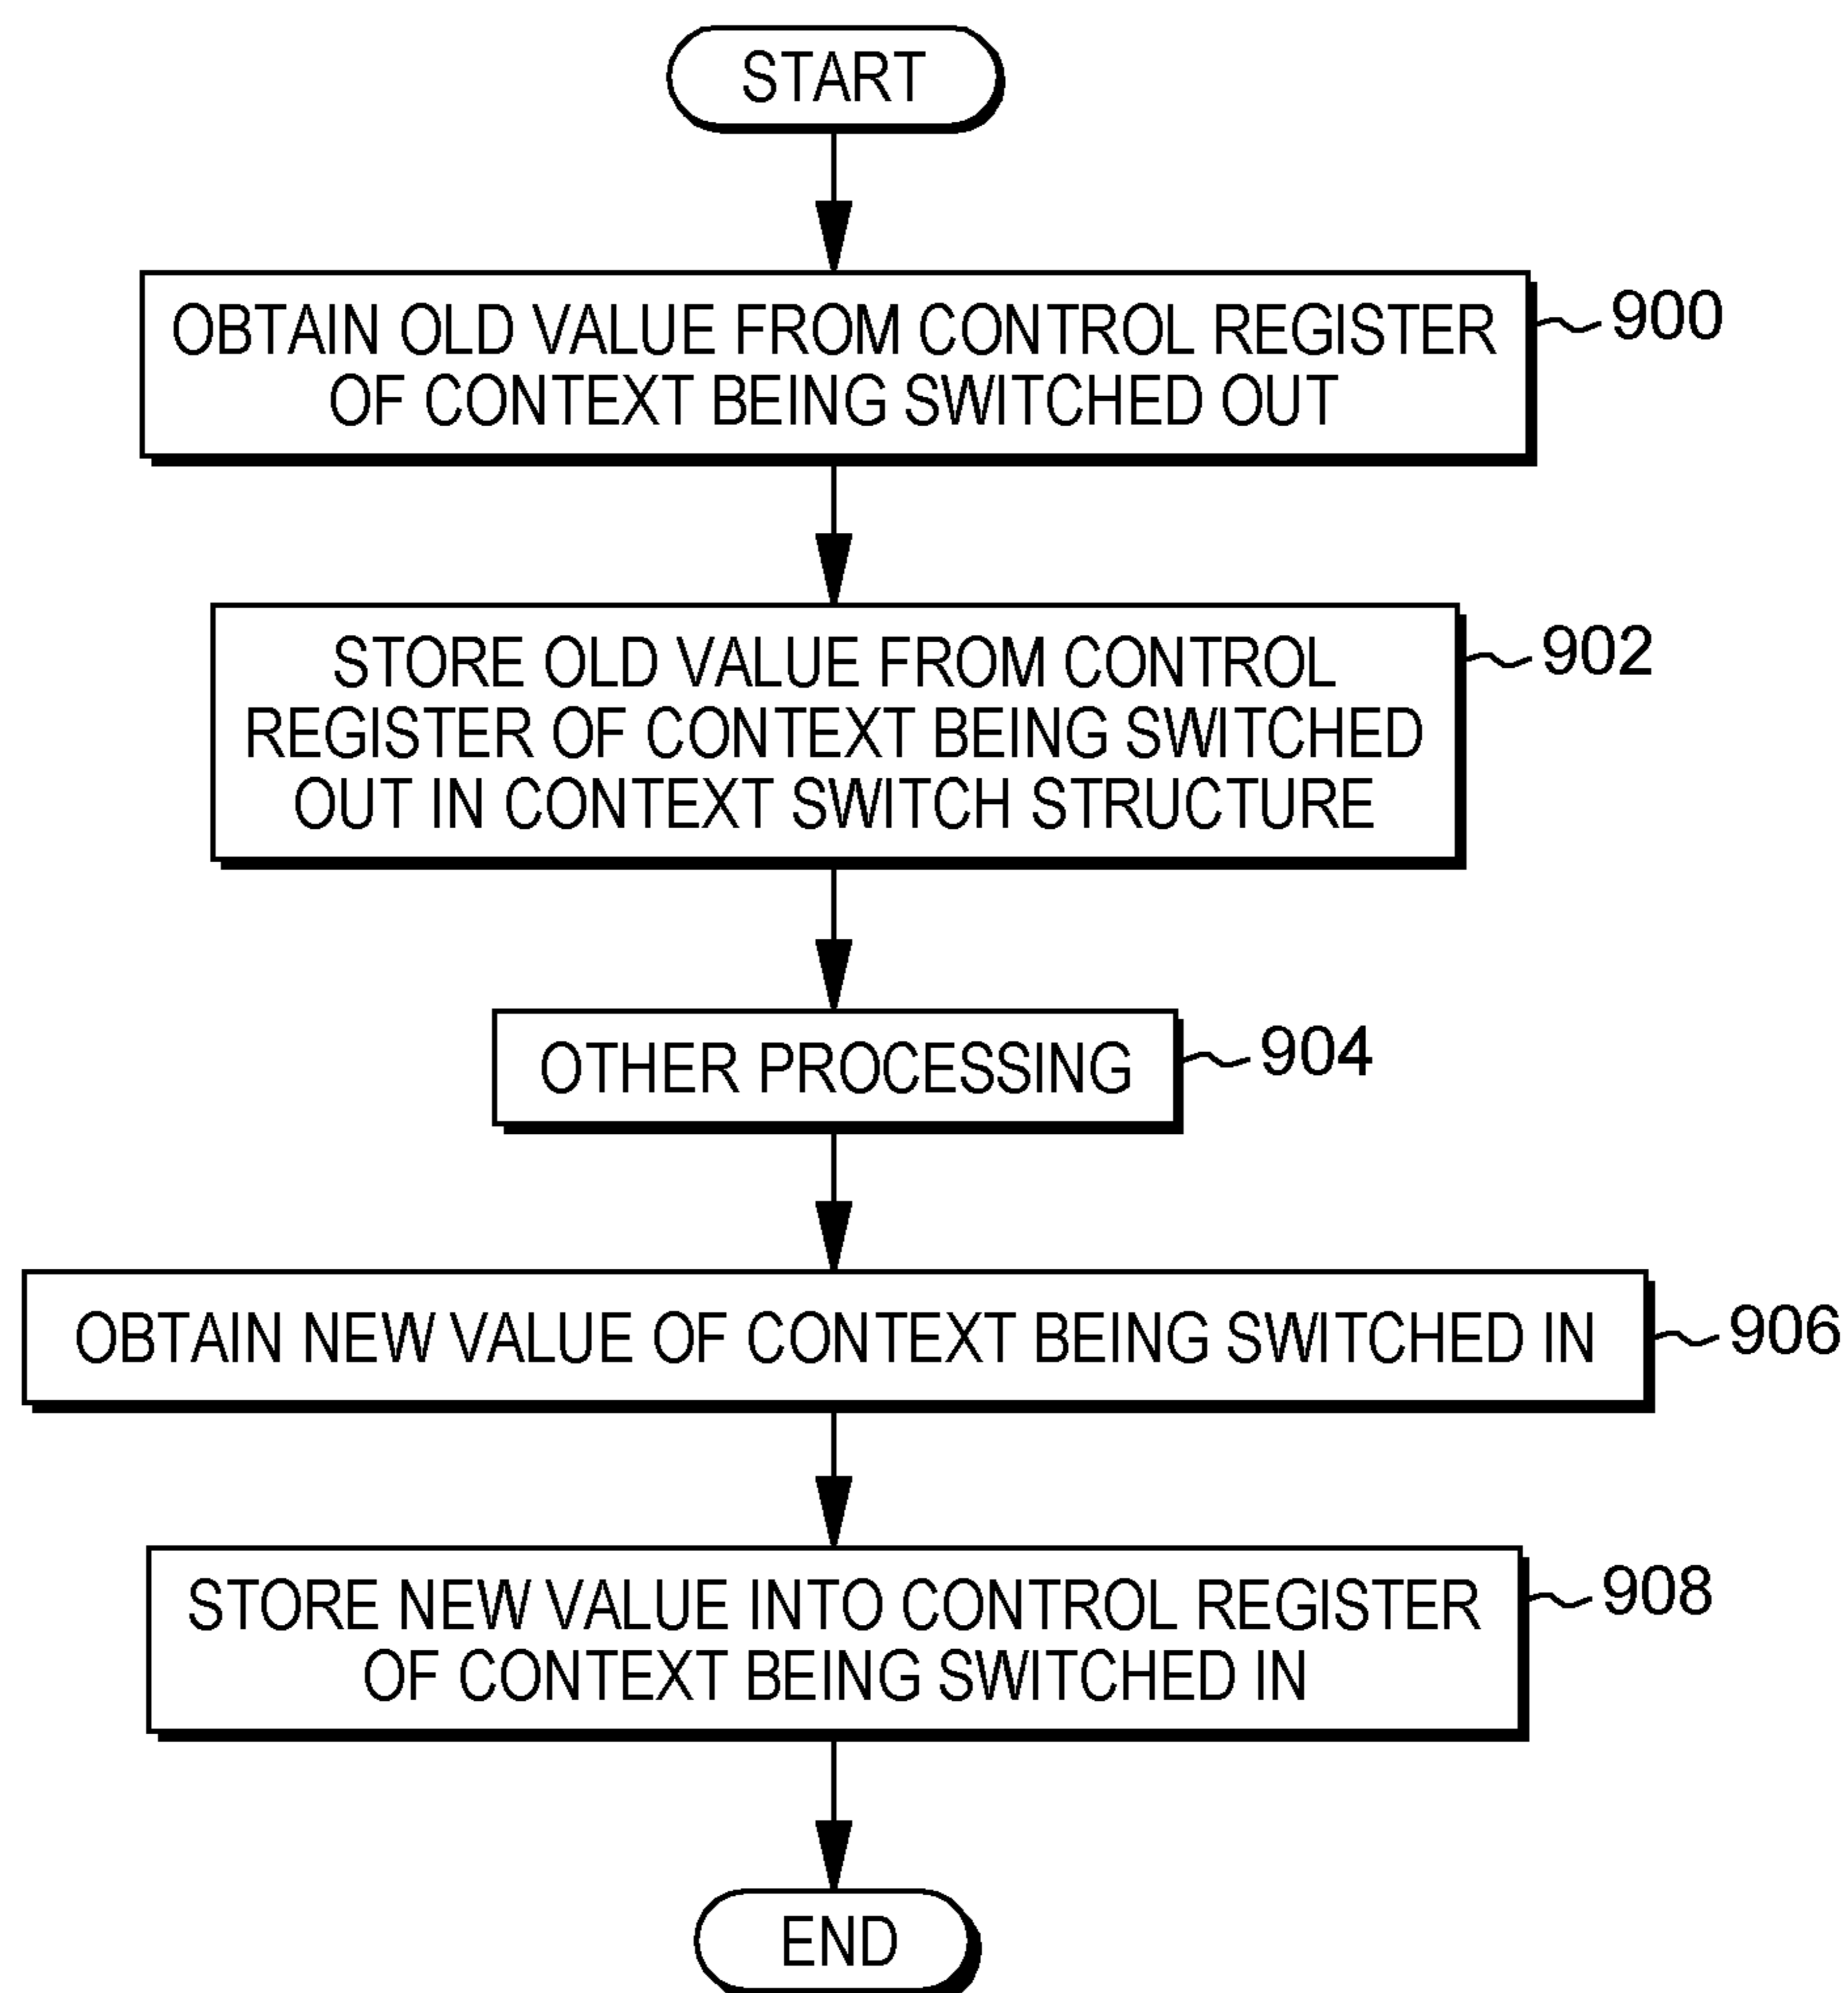 START
OBTAIN OLD VALUE FROM CONTROL REGISTER
OF CONTEXT BEING SWITCHED OUT
900
STORE OLD VALUE FROM CONTROL
REGISTER OF CONTEXT BEING SWITCHED
OUT IN CONTEXT SWITCH STRUCTURE
902
OTHER PROCESSING
904
OBTAIN NEW VALUE OF CONTEXT BEING SWITCHED IN
906
STORE NEW VALUE INTO CONTROL REGISTER
OF CONTEXT BEING SWITCHED IN
908
END